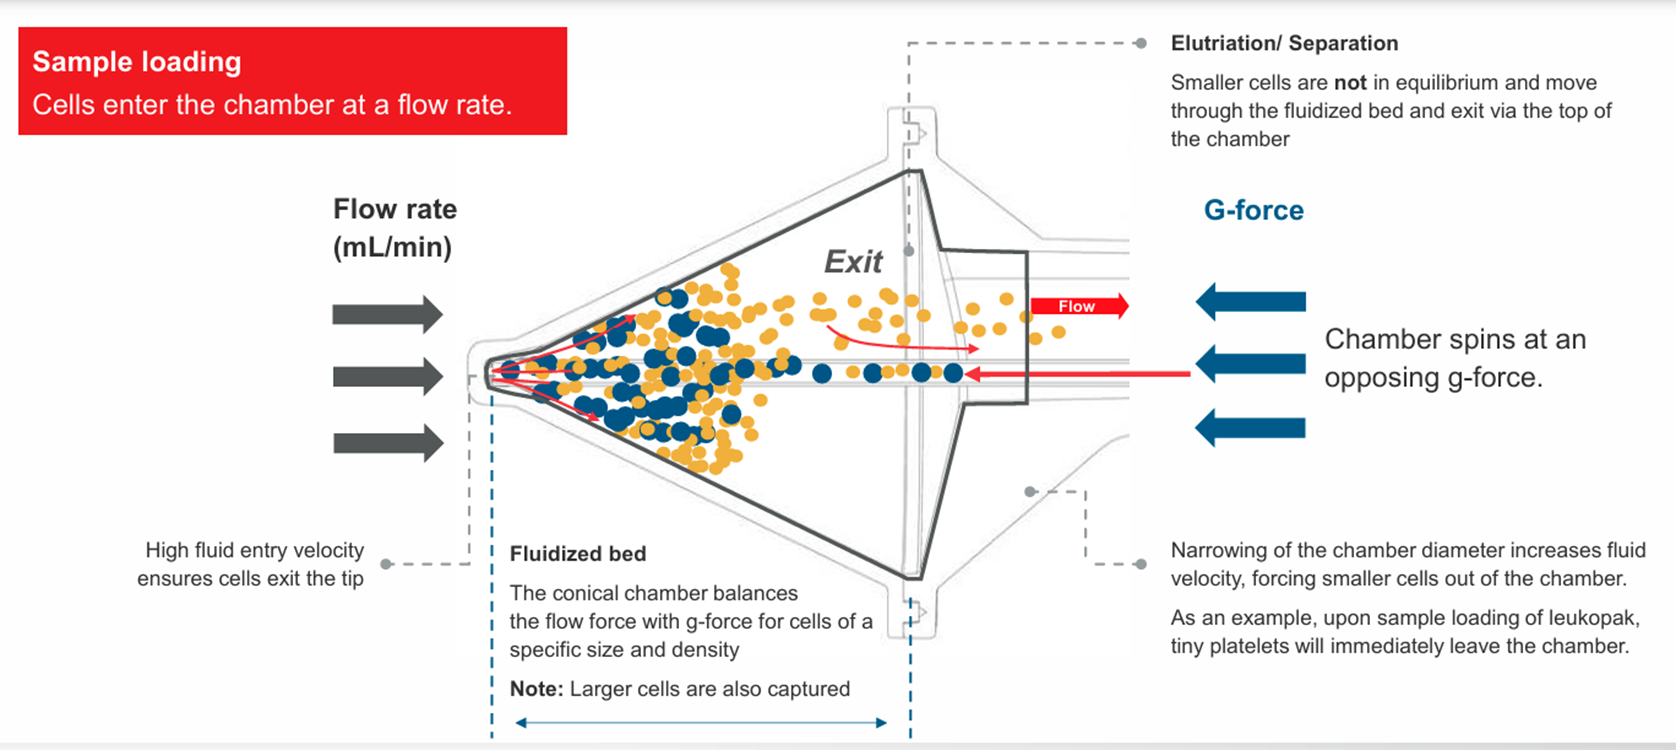 Sample loading
Cells enter the chamber at a flow rate.
Elutriation/ Separation
Smaller cells are not in equilibrium and move
through the fluidized bed and exit via the top of
the chamber
Flow rate
(mL/min)
G-force
Exit
Flow
Chamber spins at an
opposing g-force.
High fluid entry velocity
ensures cells exit the tip
Fluidized bed
The conical chamber balances
the flow force with g-force for cells of a
specific size and density
Note: Larger cells are also captured
Narrowing of the chamber diameter increases fluid
velocity, forcing smaller cells out of the chamber.
As an example, upon sample loading of leukopak,
tiny platelets will immediately leave the chamber.